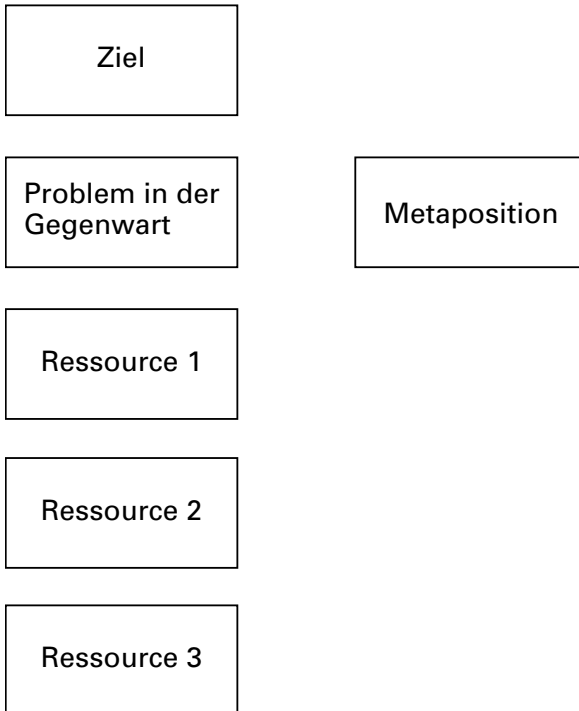 Ziel
Problem in der
Gegenwart
Metaposition
Ressource 1
Ressource 2
Ressource 3